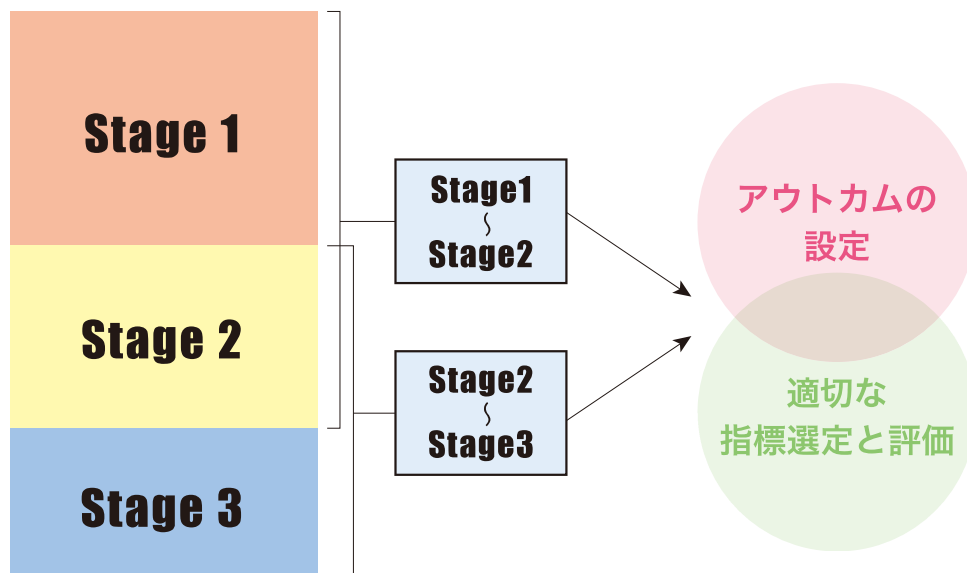 Stage 1
Stage 2
Stage 3
Stage1
〜
Stage2
Stage2
〜
Stage3
アウトカムの
設定
適切な
指標選定と評価